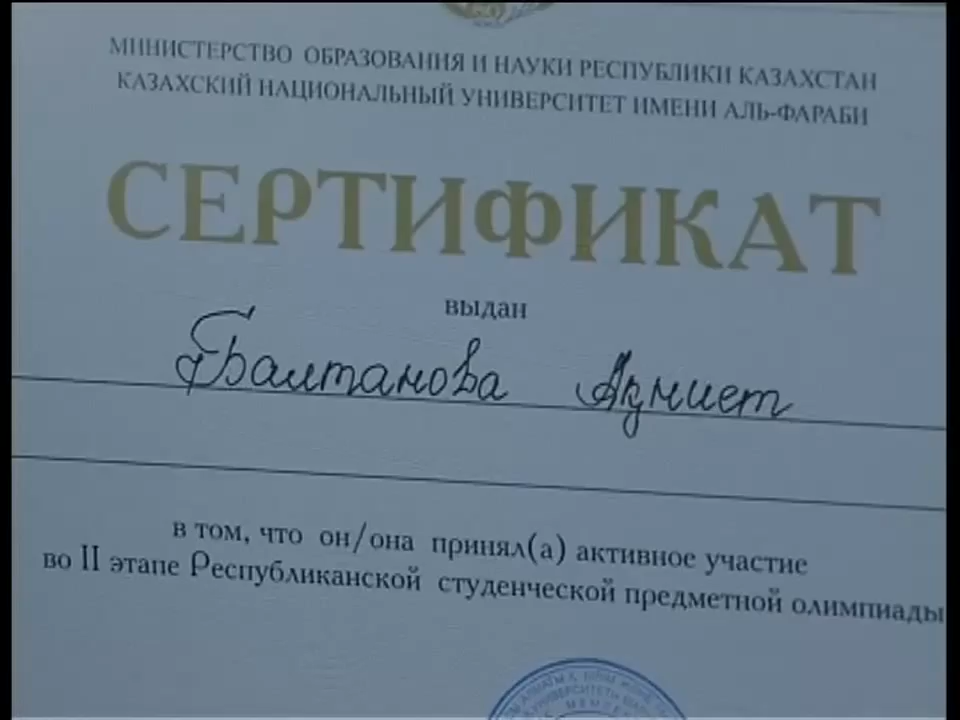 МИНИСТЕРСТВО ОБРАЗОВАНИЯ И НАУКИ РЕСПУБЛИКИ КАЗАХСТАН
КАЗАХСКИЙ НАЦИОНАЛЬНЫЙ УНИВЕРСИТЕТ ИМЕНИ АЛЬ-ФАРАБИ
СЕРТИФИКАТ
выдан
Балтанова Ақниет
в том, что он/она принял(а) активное участие
во II этапе Республиканской студенческой предметной олимпиады